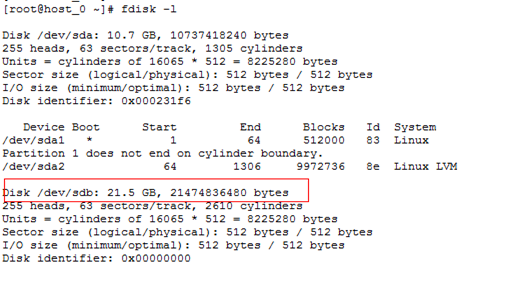 [root@host_0 ~]# fdisk -l
Disk /dev/sda: 10.7 GB, 10737418240 bytes
255 heads, 63 sectors/track, 1305 cylinders
Units = cylinders of 16065 * 512 = 8225280 bytes
Sector size (logical/physical): 512 bytes / 512 bytes
I/O size (minimum/optimal): 512 bytes / 512 bytes
Disk identifier: 0x000231f6
Device Boot Start End Blocks Id System
/dev/sda1 * 1 64 512000 83 Linux
Partition 1 does not end on cylinder boundary.
/dev/sda2 64 1306 9972736 8e Linux LVM
Disk /dev/sdb: 21.5 GB, 21474836480 bytes
255 heads, 63 sectors/track, 2610 cylinders
Units = cylinders of 16065 * 512 = 8225280 bytes
Sector size (logical/physical): 512 bytes / 512 bytes
I/O size (minimum/optimal): 512 bytes / 512 bytes
Disk identifier: 0x00000000